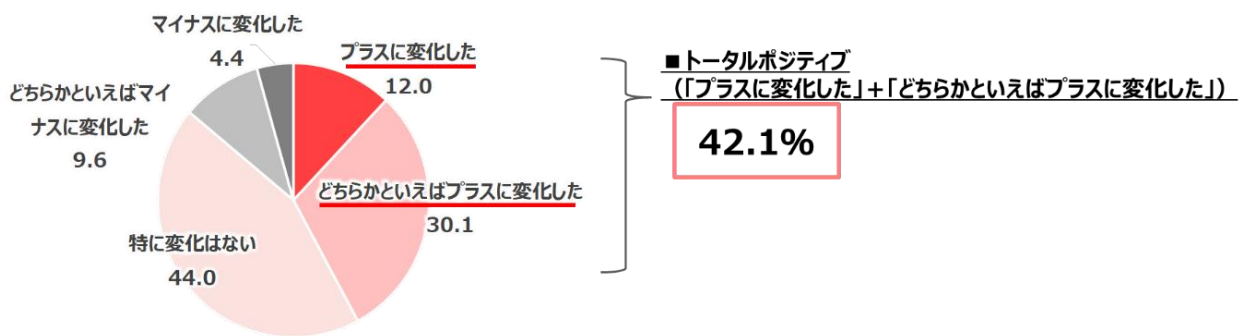 マイナスに変化した
4.4
プラスに変化した
12.0
どちらかといえばマイ
ナスに変化した
9.6
どちらかといえばプラスに変化した
30.1
特に変化はない
44.0
■トータルポジティブ
（「プラスに変化した」＋「どちらかといえばプラスに変化した」）
42.1%